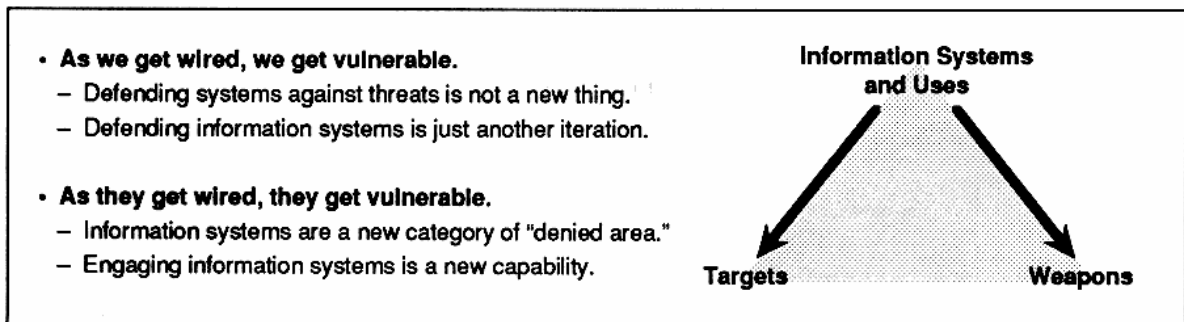 • As we get wired, we get vulnerable.
– Defending systems against threats is not a new thing.
– Defending information systems is just another iteration.
• As they get wired, they get vulnerable.
– Information systems are a new category of "denied area."
– Engaging information systems is a new capability.
Information Systems
and Uses
Targets
Weapons